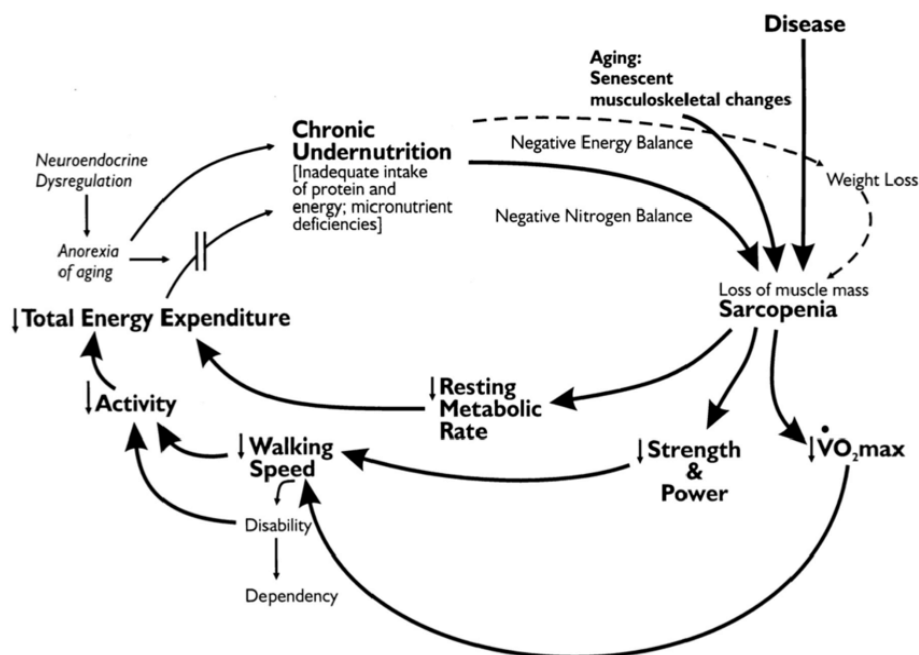 Disease
Aging:
Senescent
musculoskeletal changes
Chronic
Undernutrition
[Inadequate intake
of protein and
energy; micronutrient
deficiencies]
Negative Energy Balance
Weight Loss
Neuroendocrine
Dysregulation
Negative Nitrogen Balance
Anorexia
of aging
Loss of muscle mass
Sarcopenia
↓Total Energy Expenditure
↓Resting
Metabolic
Rate
↓Activity
↓Walking
Speed
↓Strength
&
Power
↓V̇O₂max
Disability
Dependency